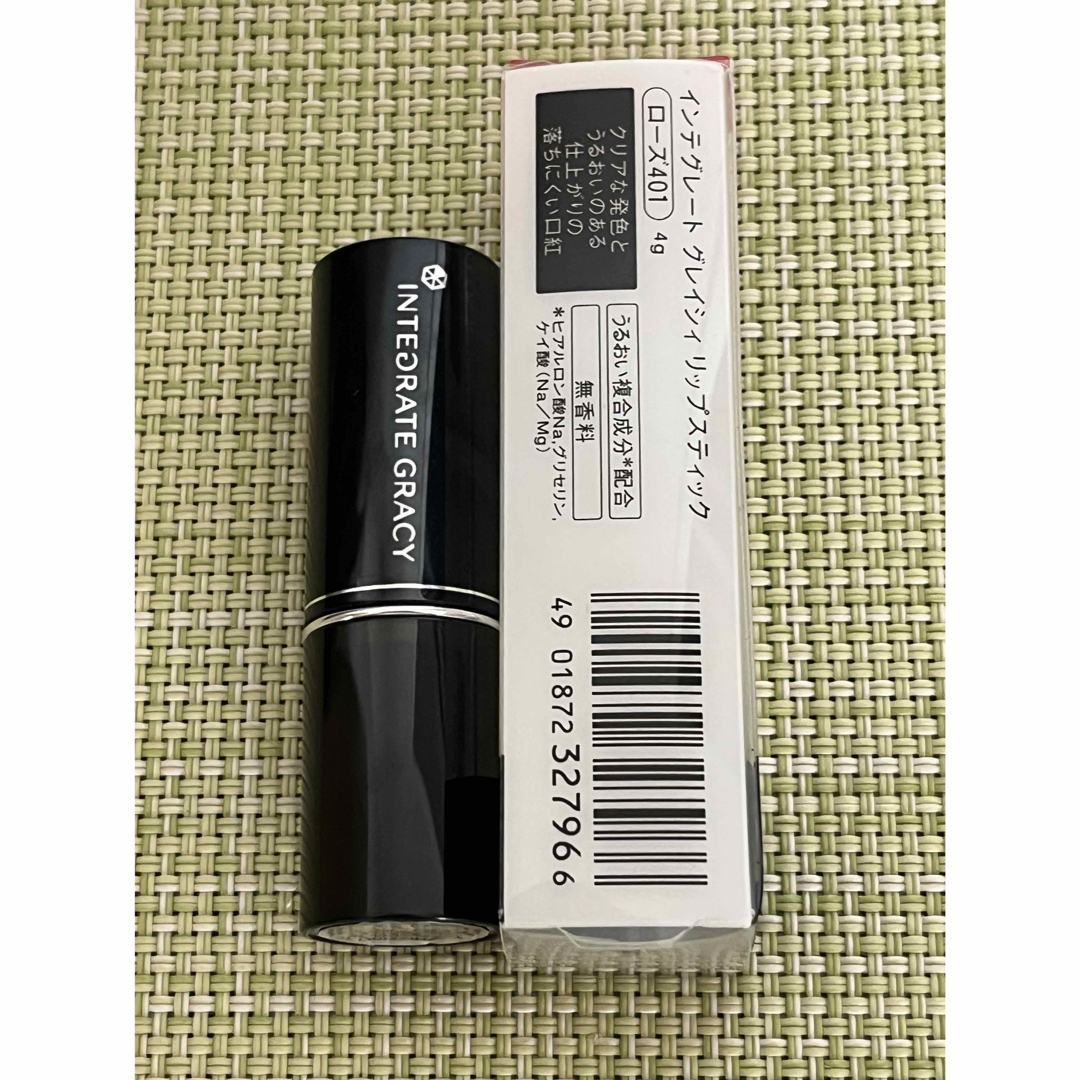 INTEGRATE GRACY
インテグレート グレイシィ リップスティック
ローズ401 4g
クリアな発色と
うるおいのある
仕上がりの
落ちにくい口紅
うるおい複合成分*配合
無香料
*ヒアルロン酸Na,グリセリン,
ケイ酸(Na/Mg)
49 01872 32796 6